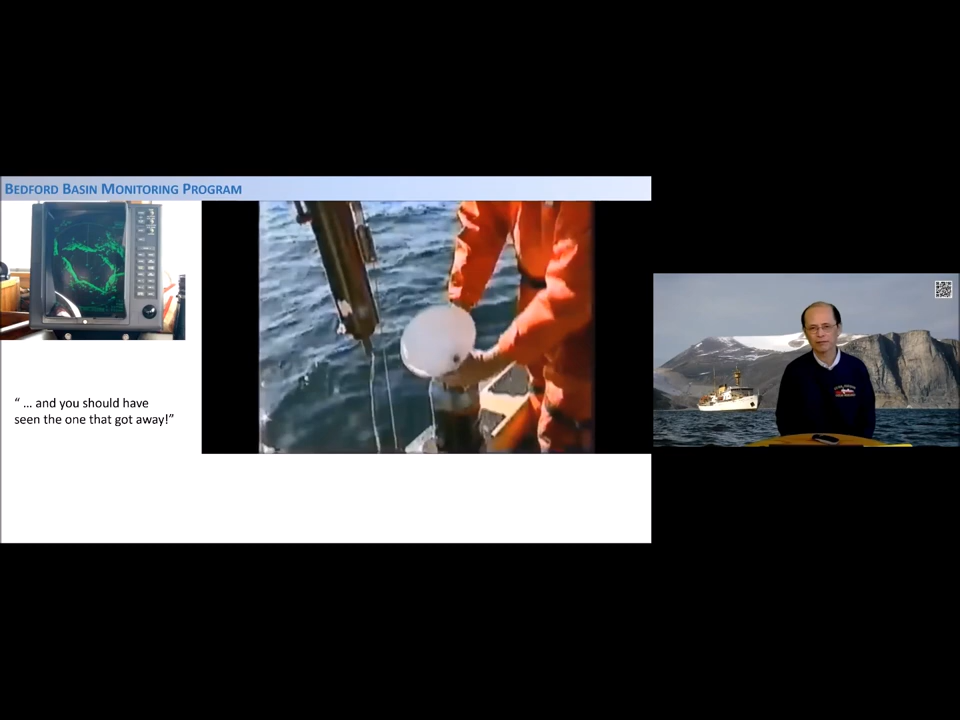 BEDFORD BASIN MONITORING PROGRAM
“ … and you should have
seen the one that got away!”